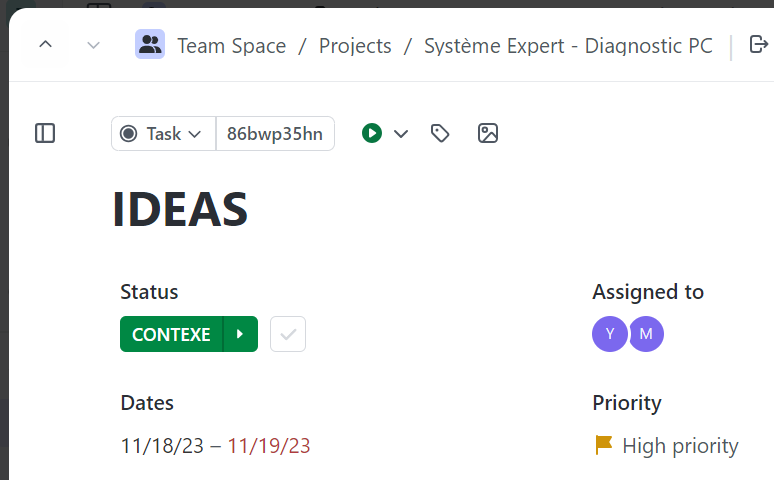 Team Space / Projects / Système Expert - Diagnostic PC
Task 86bwp35hn
IDEAS
Status
Assigned to
CONTEXE
Y M
Dates
Priority
11/18/23 – 11/19/23
High priority